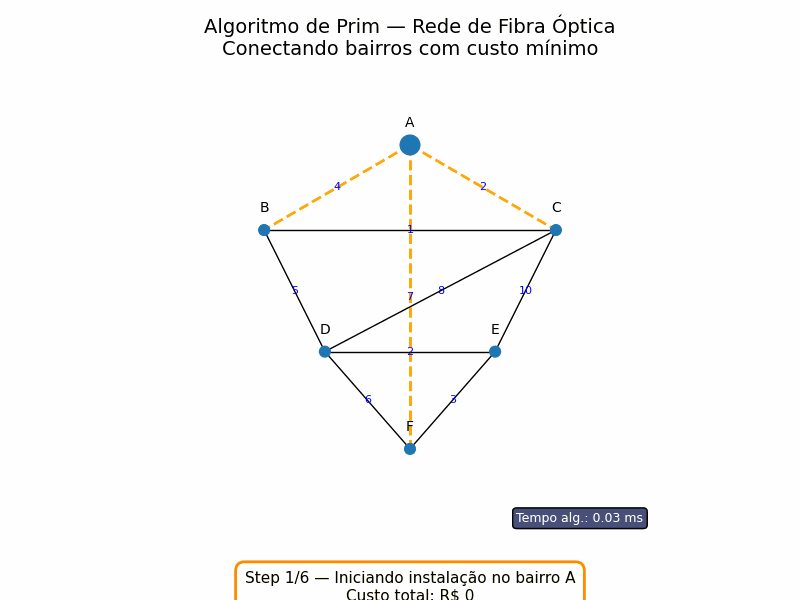 Algoritmo de Prim — Rede de Fibra Óptica
Conectando bairros com custo mínimo
A
4
2
B
C
1
5
7
8
10
D
E
2
6
3
F
Tempo alg.: 0.03 ms
Step 1/6 — Iniciando instalação no bairro A
Custo total: R$ 0